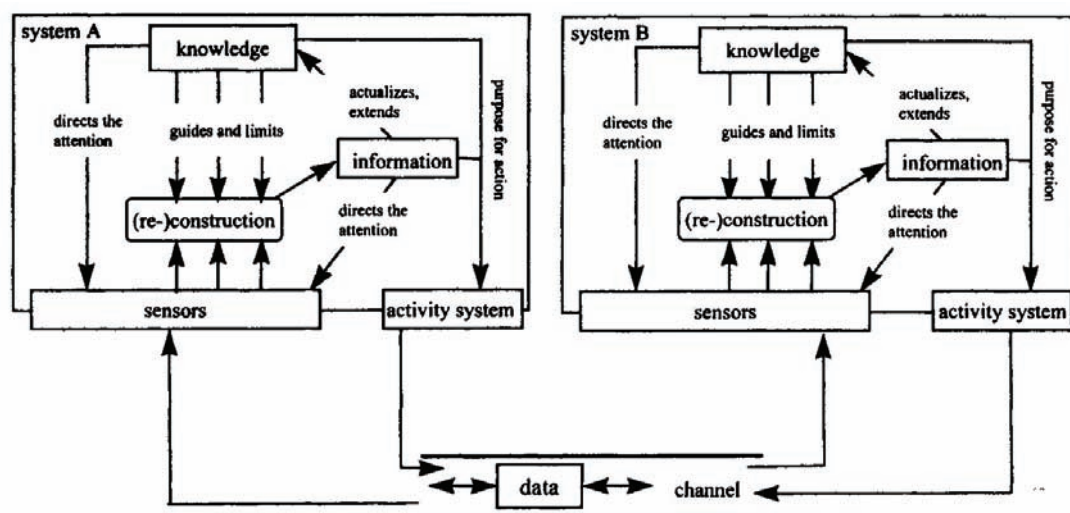 system A
knowledge
directs the
attention
guides and limits
actualizes,
extends
information
purpose for action
(re-)construction
directs the
attention
sensors
activity system
system B
knowledge
directs the
attention
guides and limits
actualizes,
extends
information
purpose for action
(re-)construction
directs the
attention
sensors
activity system
data
channel